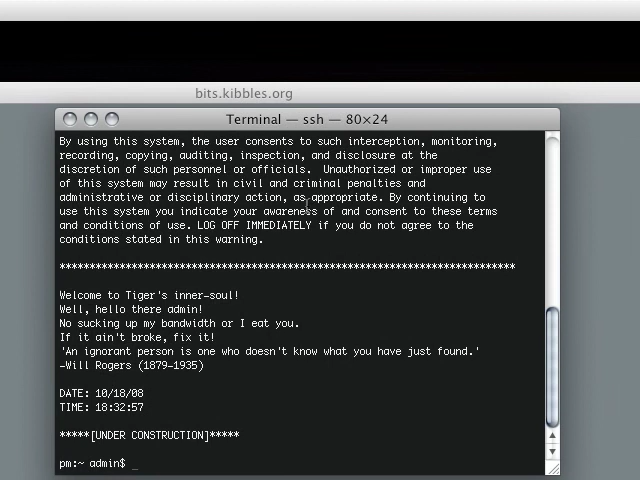 bits.kibbles.org
Terminal — ssh — 80×24
By using this system, the user consents to such interception, monitoring,
recording, copying, auditing, inspection, and disclosure at the
discretion of such personnel or officials.  Unauthorized or improper use
of this system may result in civil and criminal penalties and
administrative or disciplinary action, as appropriate. By continuing to
use this system you indicate your awareness of and consent to these terms
and conditions of use. LOG OFF IMMEDIATELY if you do not agree to the
conditions stated in this warning.
****************************************************************************
Welcome to Tiger's inner-soul!
Well, hello there admin!
No sucking up my bandwidth or I eat you.
If it ain't broke, fix it!
'An ignorant person is one who doesn't know what you have just found.'
-Will Rogers (1879-1935)
DATE: 10/18/08
TIME: 18:32:57
*****[UNDER CONSTRUCTION]*****
pm:~ admin$ _